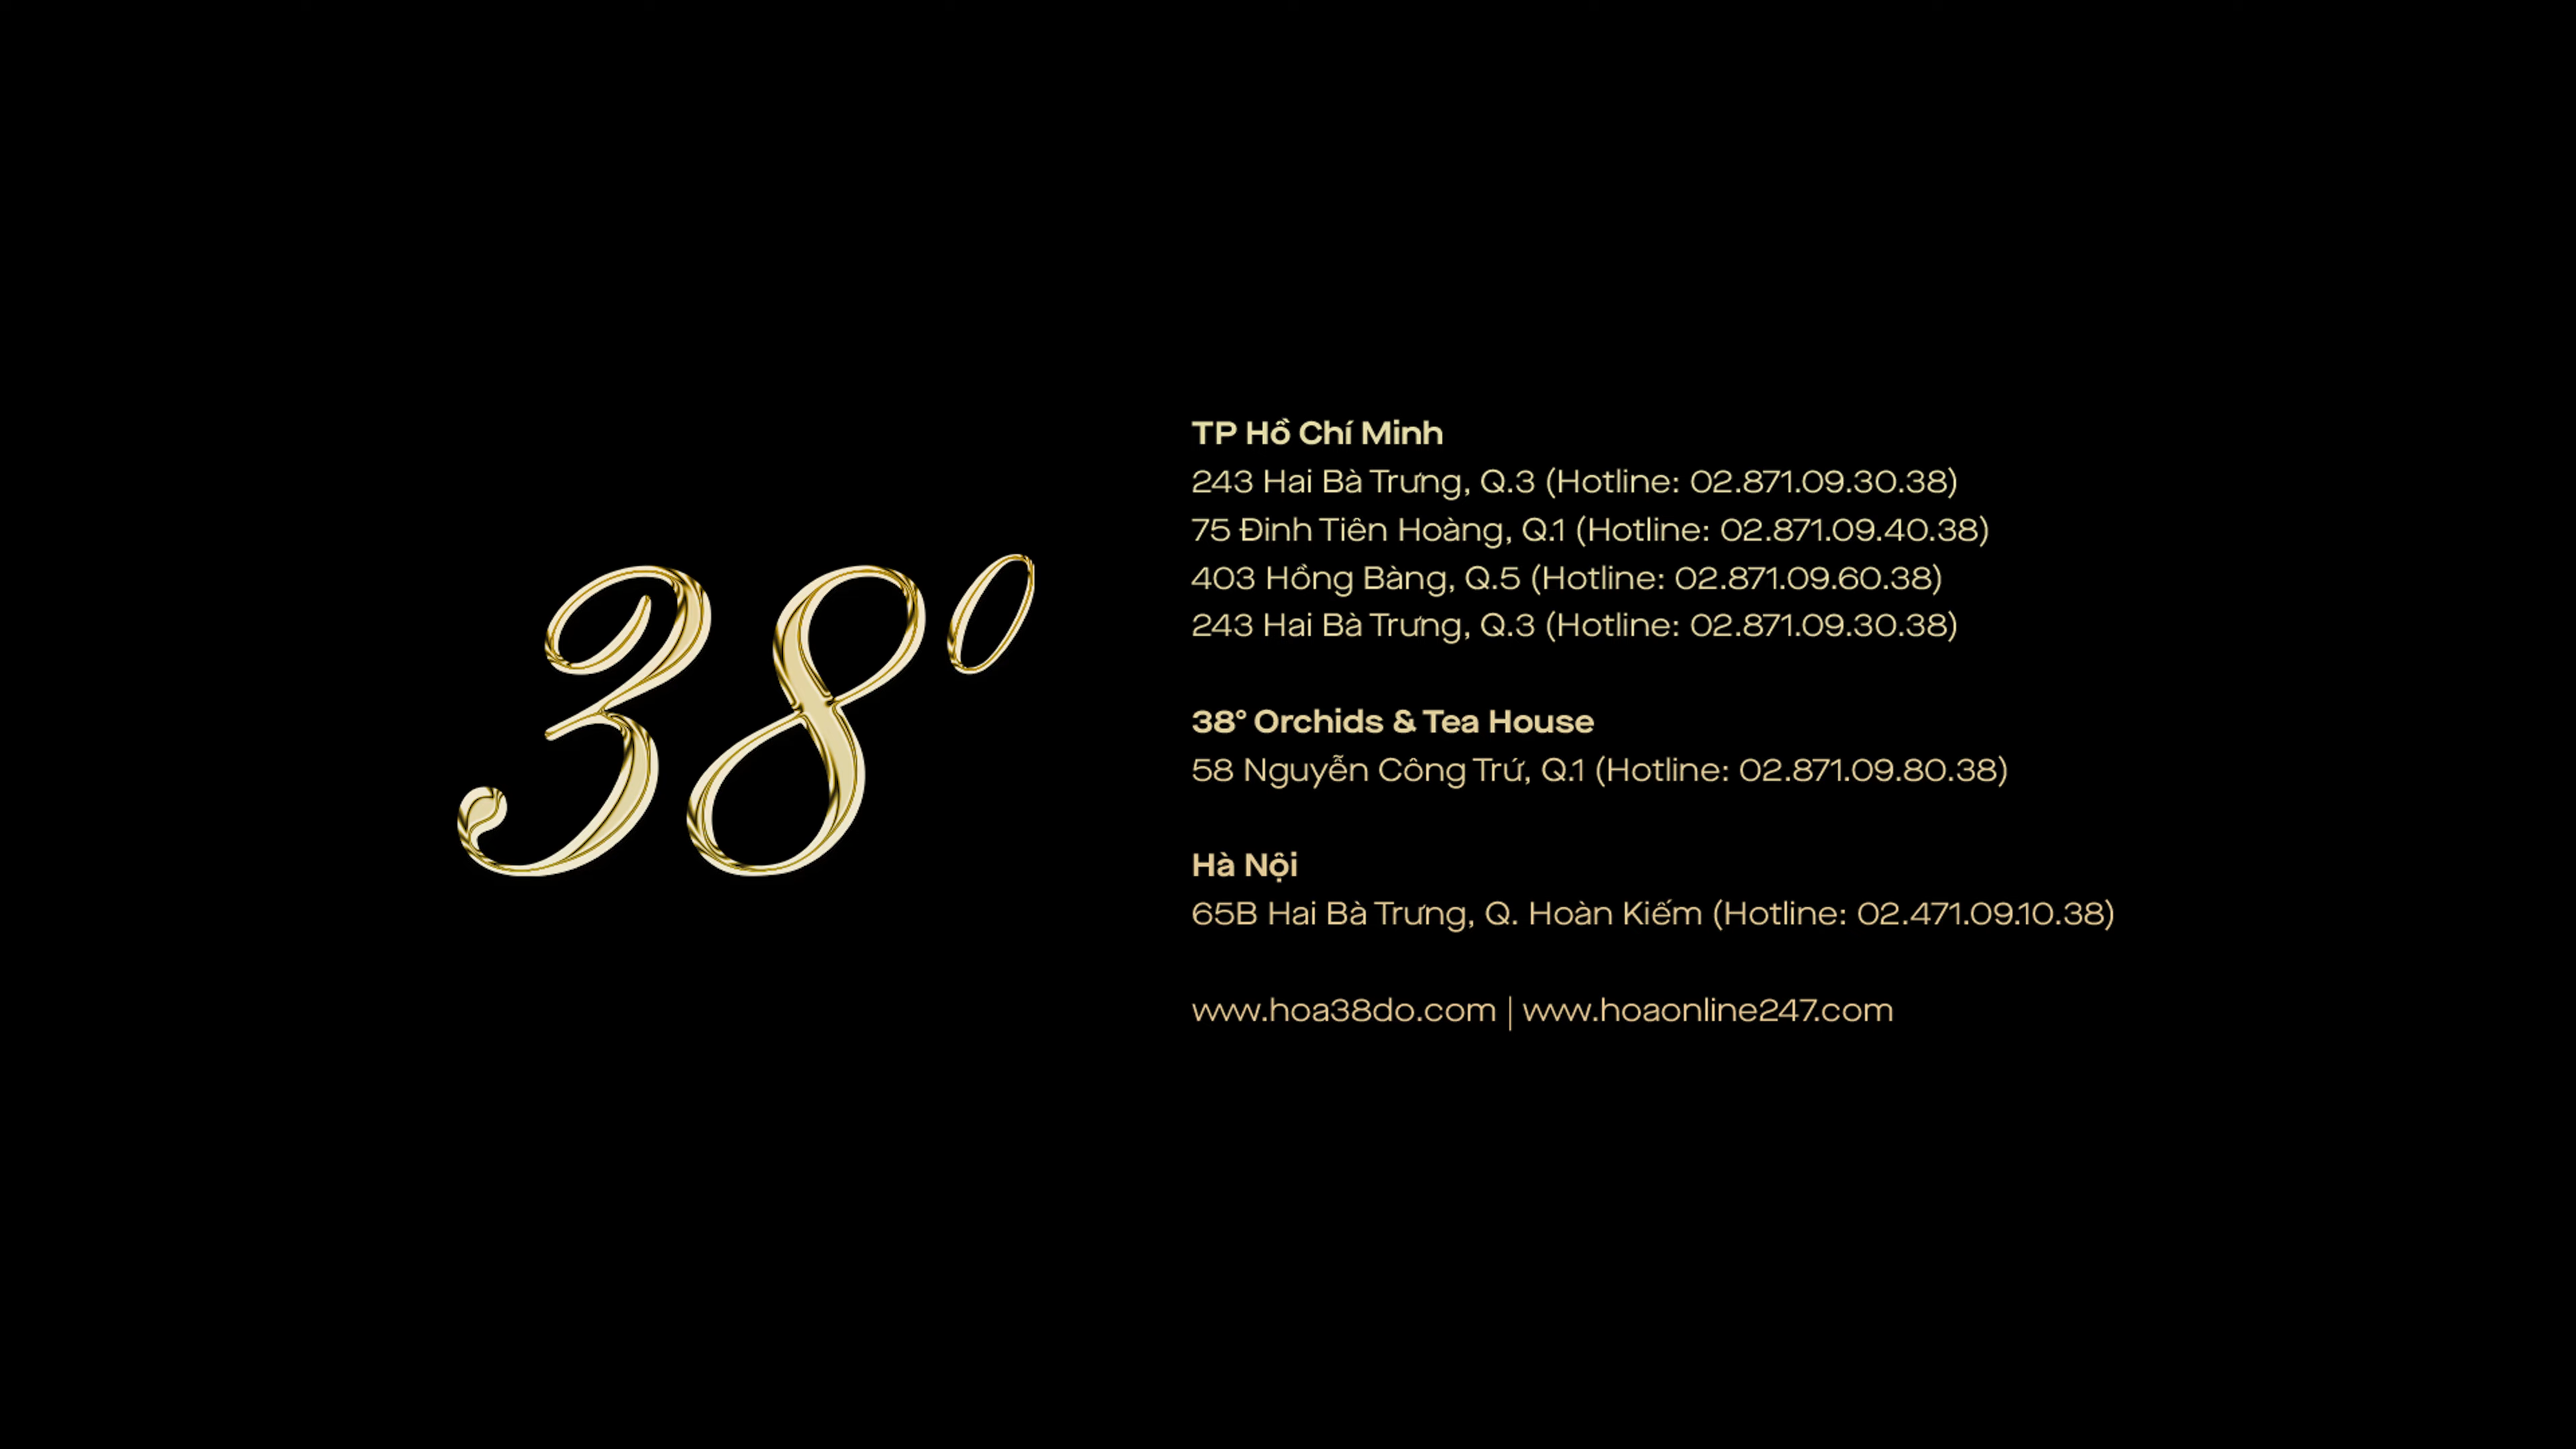 38°
TP Hồ Chí Minh
243 Hai Bà Trưng, Q.3 (Hotline: 02.871.09.30.38)
75 Đinh Tiên Hoàng, Q.1 (Hotline: 02.871.09.40.38)
403 Hồng Bàng, Q.5 (Hotline: 02.871.09.60.38)
243 Hai Bà Trưng, Q.3 (Hotline: 02.871.09.30.38)
38° Orchids & Tea House
58 Nguyễn Công Trứ, Q.1 (Hotline: 02.871.09.80.38)
Hà Nội
65B Hai Bà Trưng, Q. Hoàn Kiếm (Hotline: 02.471.09.10.38)
www.hoa38do.com | www.hoaonline247.com